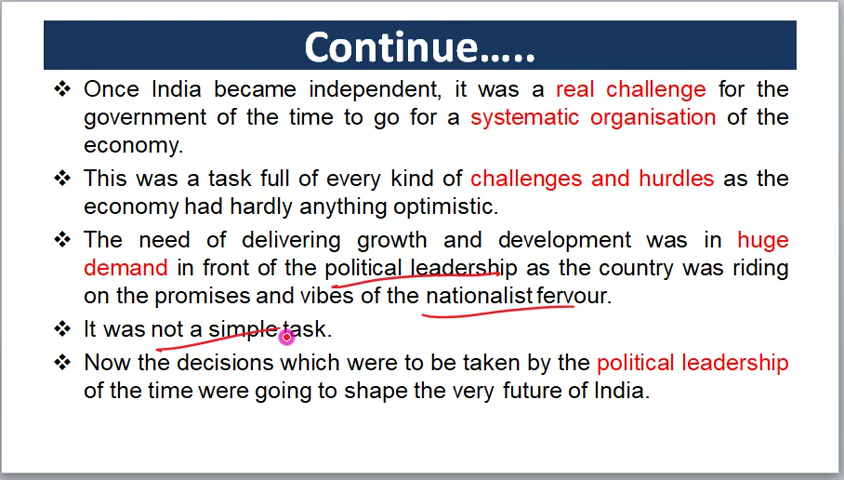 Continue…..
❖ Once India became independent, it was a real challenge for the
government of the time to go for a systematic organisation of the
economy.
❖ This was a task full of every kind of challenges and hurdles as the
economy had hardly anything optimistic.
❖ The need of delivering growth and development was in huge
demand in front of the political leadership as the country was riding
on the promises and vibes of the nationalist fervour.
❖ It was not a simple task.
❖ Now the decisions which were to be taken by the political leadership
of the time were going to shape the very future of India.